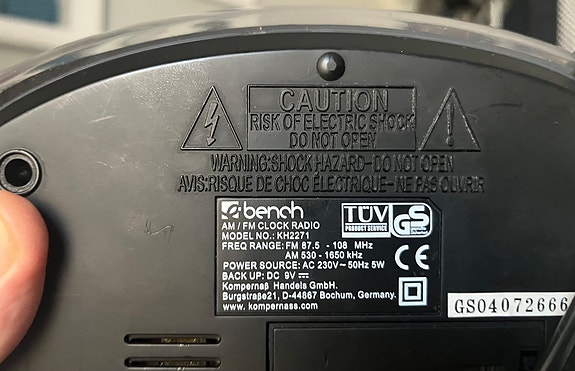 CAUTION
RISK OF ELECTRIC SHOCK
DO NOT OPEN
WARNING:SHOCK HAZARD-DO NOT OPEN
AVIS:RISQUE DE CHOC ÉLECTRIQUE-NE PAS OUVRIR
ebench
AM / FM CLOCK RADIO
MODEL NO.: KH2271
FREQ RANGE: FM 87.5 - 108 MHz
AM 530 - 1650 kHz
POWER SOURCE: AC 230V~50Hz 5W
BACK UP: DC 9V⎓
Kompernaß Handels GmbH.
Burgstraße21, D-44867 Bochum, Germany.
www.kompernass.com
TÜV
PRODUCT SERVICE
GS
CE
GS04072666